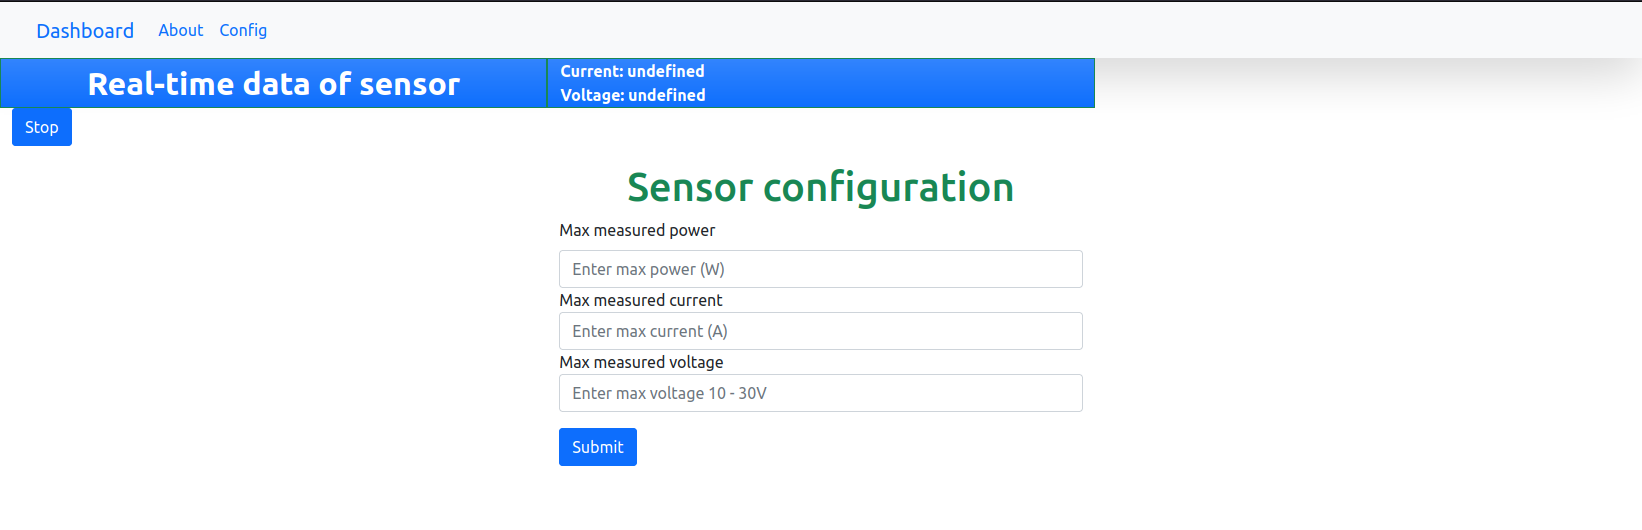 Dashboard About Config
Real-time data of sensor
Current: undefined
Voltage: undefined
Stop
Sensor configuration
Max measured power
Enter max power (W)
Max measured current
Enter max current (A)
Max measured voltage
Enter max voltage 10 - 30V
Submit